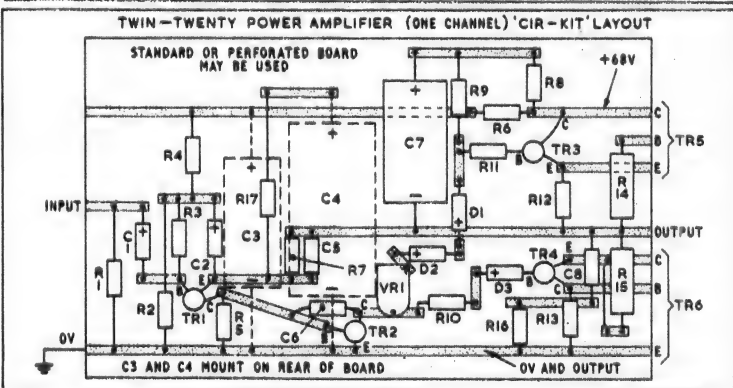 TWIN-TWENTY POWER AMPLIFIER (ONE CHANNEL) 'CIR-KIT' LAYOUT
STANDARD OR PERFORATED BOARD
MAY BE USED
+68V
R9
R8
C
R6
C7
C
B
TR5
R4
R11
B
TR3
E
E
R17
C4
R12
R
14
C3
INPUT
R3
+
D1
OUTPUT
C
1
C2
C5
R7
D2
TR4
E
C8
C
R
1
VR1
D3
B
C
R
15
B
TR6
B
E
R2
TR1
C
R
5
C6
C
B
TR2
R10
R16
R13
0V
E
E
C3 AND C4 MOUNT ON REAR OF BOARD
0V AND OUTPUT